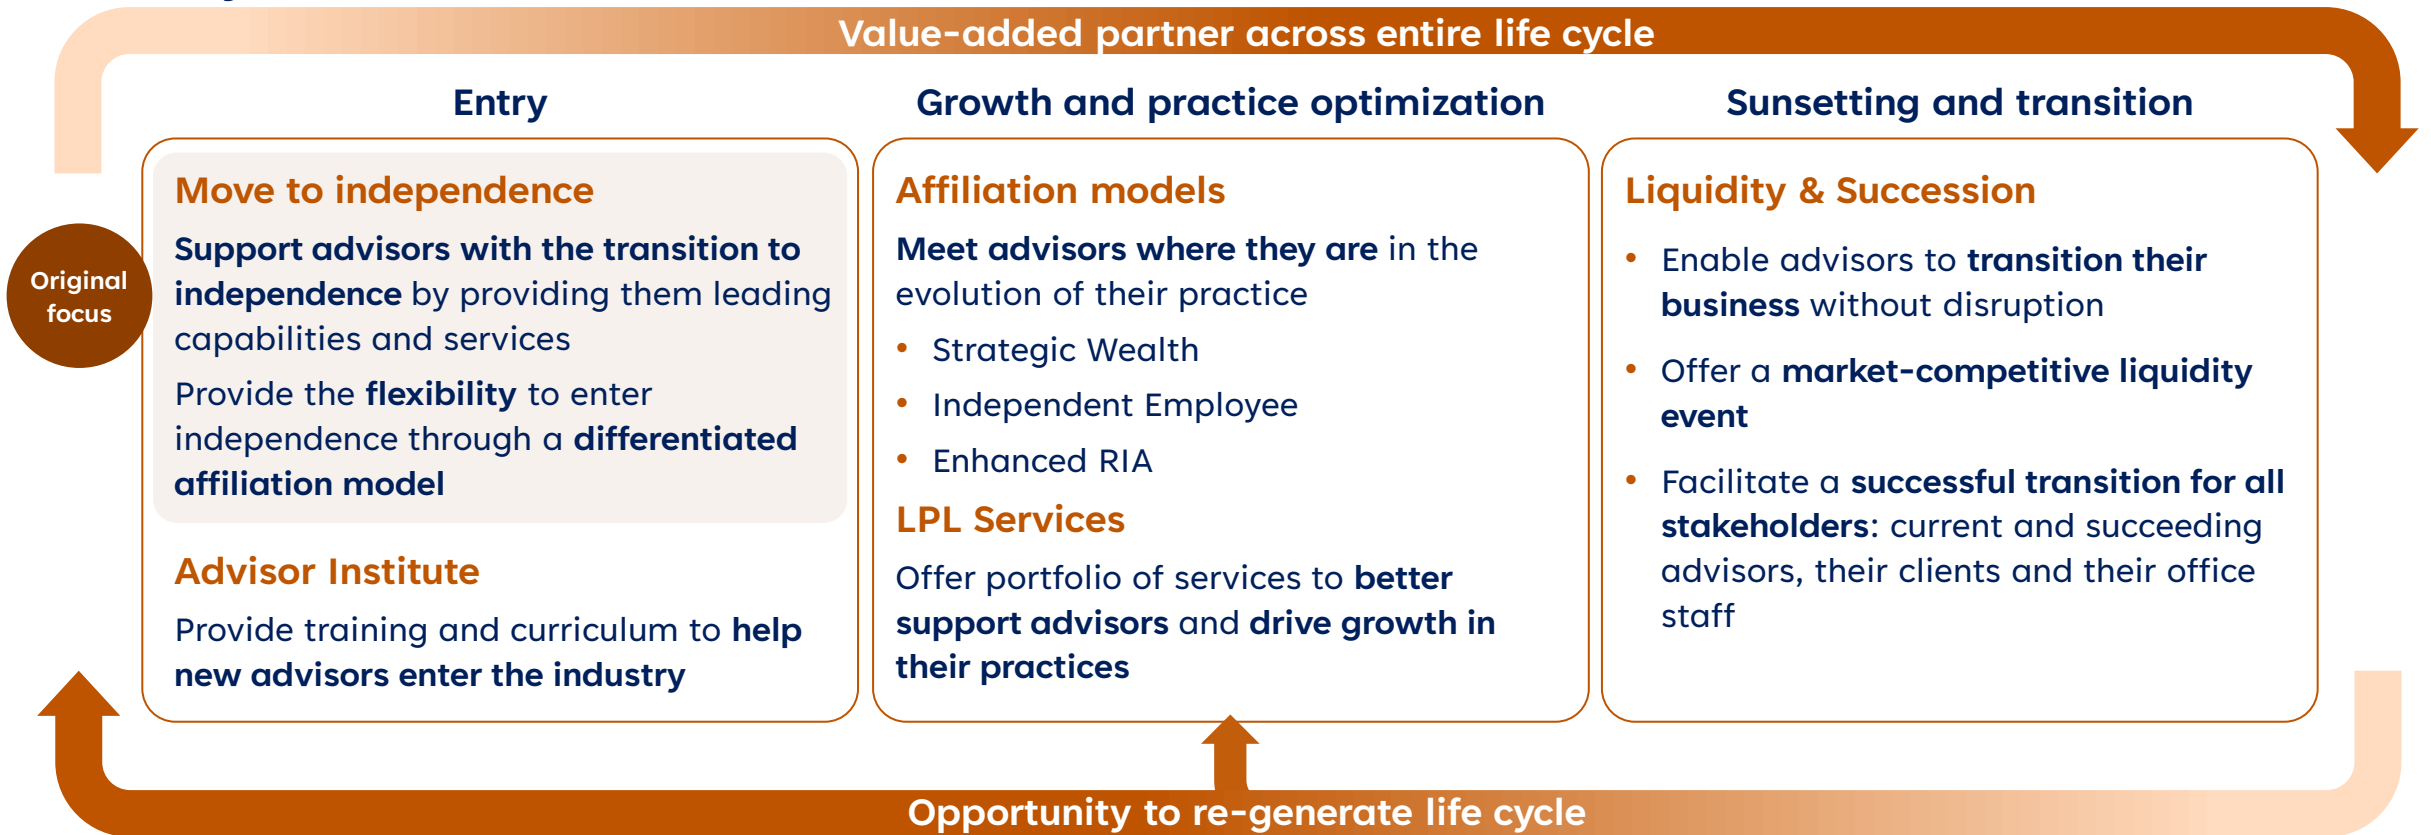 Value-added partner across entire life cycle
Entry
Growth and practice optimization
Sunsetting and transition
Original
focus
Move to independence
Support advisors with the transition to
independence by providing them leading
capabilities and services
Provide the flexibility to enter
independence through a differentiated
affiliation model
Advisor Institute
Provide training and curriculum to help
new advisors enter the industry
Affiliation models
Meet advisors where they are in the
evolution of their practice
• Strategic Wealth
• Independent Employee
• Enhanced RIA
LPL Services
Offer portfolio of services to better
support advisors and drive growth in
their practices
Liquidity & Succession
• Enable advisors to transition their
business without disruption
• Offer a market-competitive liquidity
event
• Facilitate a successful transition for all
stakeholders: current and succeeding
advisors, their clients and their office
staff
Opportunity to re-generate life cycle